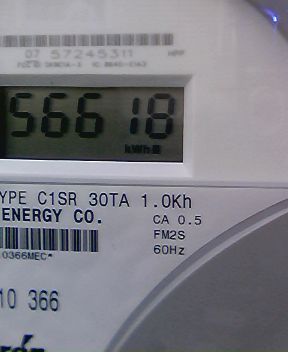 07 57245311
56618
kWh
YPE C1SR 30TA 1.0Kh
ENERGY CO.
CA 0.5
FM2S
60Hz
0366MEC*
10 366
rón